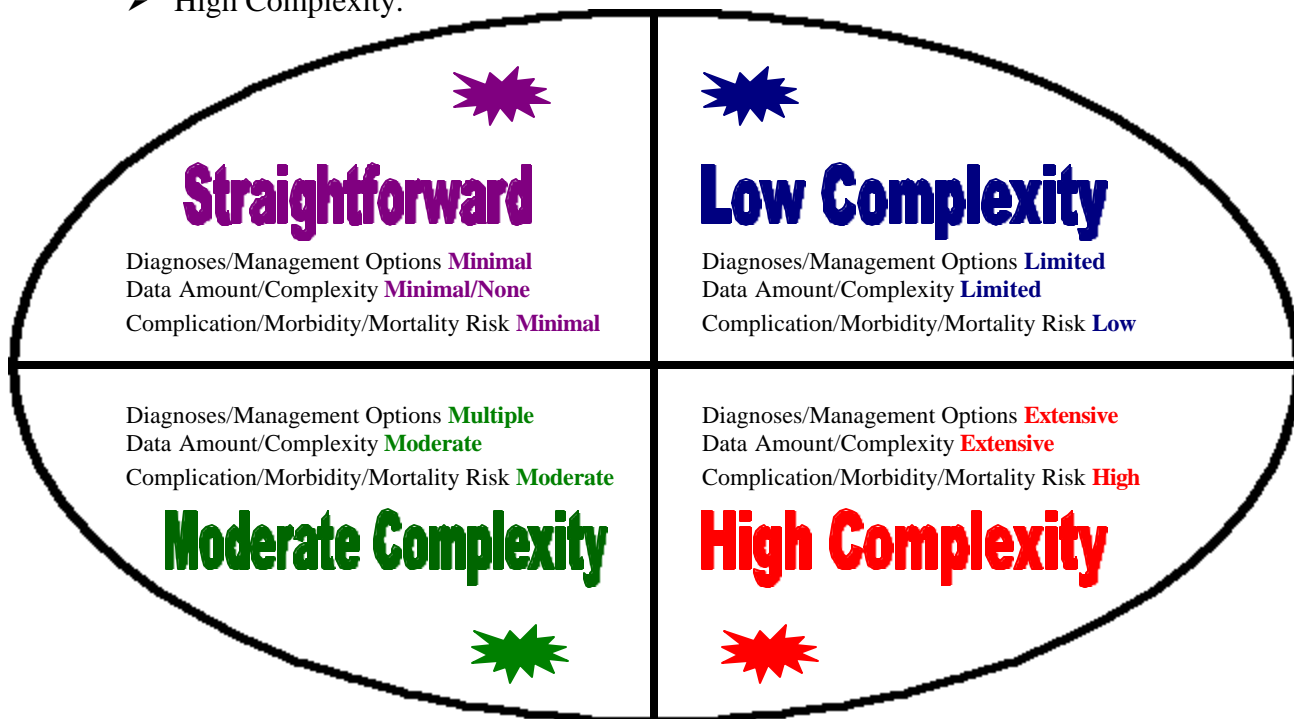 ➢ High Complexity.
Straightforward
Diagnoses/Management Options Minimal
Data Amount/Complexity Minimal/None
Complication/Morbidity/Mortality Risk Minimal
Low Complexity
Diagnoses/Management Options Limited
Data Amount/Complexity Limited
Complication/Morbidity/Mortality Risk Low
Diagnoses/Management Options Multiple
Data Amount/Complexity Moderate
Complication/Morbidity/Mortality Risk Moderate
Moderate Complexity
Diagnoses/Management Options Extensive
Data Amount/Complexity Extensive
Complication/Morbidity/Mortality Risk High
High Complexity